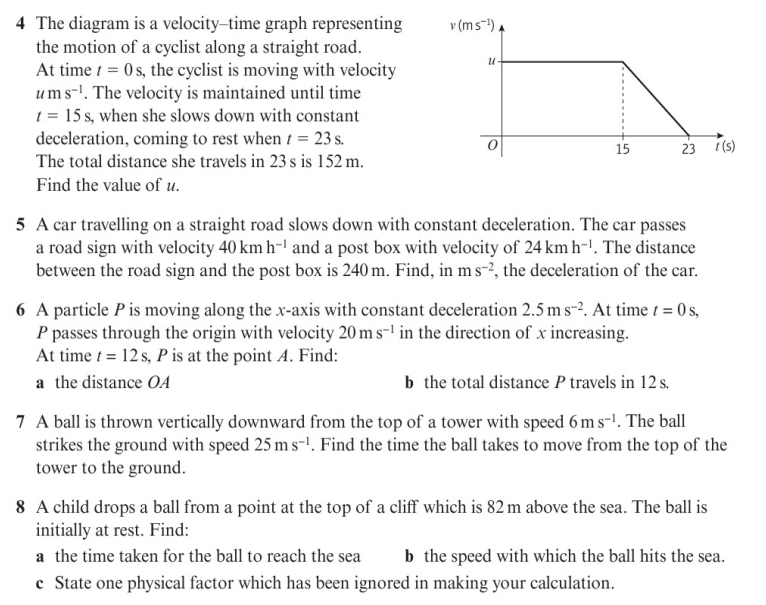 4 The diagram is a velocity–time graph representing
the motion of a cyclist along a straight road.
At time t = 0 s, the cyclist is moving with velocity
u m s⁻¹. The velocity is maintained until time
t = 15 s, when she slows down with constant
deceleration, coming to rest when t = 23 s.
The total distance she travels in 23 s is 152 m.
Find the value of u.
v (m s⁻¹)
u
O
15
23
t (s)
5 A car travelling on a straight road slows down with constant deceleration. The car passes
a road sign with velocity 40 km h⁻¹ and a post box with velocity of 24 km h⁻¹. The distance
between the road sign and the post box is 240 m. Find, in m s⁻², the deceleration of the car.
6 A particle P is moving along the x-axis with constant deceleration 2.5 m s⁻². At time t = 0 s,
P passes through the origin with velocity 20 m s⁻¹ in the direction of x increasing.
At time t = 12 s, P is at the point A. Find:
a the distance OA b the total distance P travels in 12 s.
7 A ball is thrown vertically downward from the top of a tower with speed 6 m s⁻¹. The ball
strikes the ground with speed 25 m s⁻¹. Find the time the ball takes to move from the top of the
tower to the ground.
8 A child drops a ball from a point at the top of a cliff which is 82 m above the sea. The ball is
initially at rest. Find:
a the time taken for the ball to reach the sea b the speed with which the ball hits the sea.
c State one physical factor which has been ignored in making your calculation.